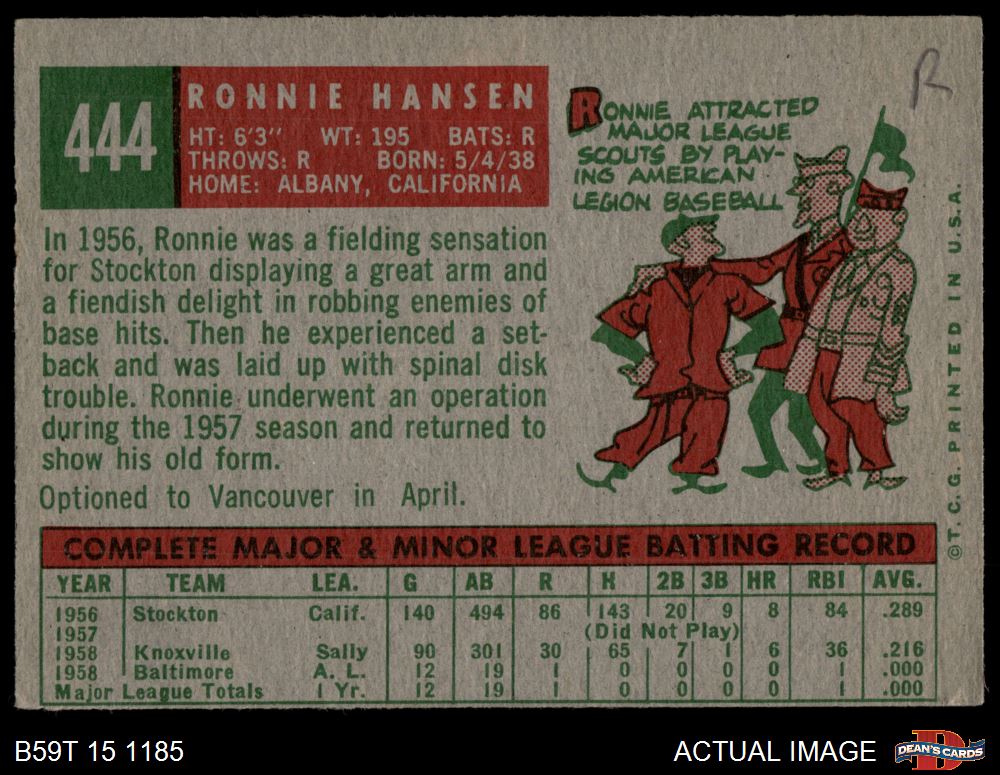 444
RONNIE HANSEN
HT: 6'3" WT: 195 BATS: R
THROWS: R BORN: 5/4/38
HOME: ALBANY, CALIFORNIA
R
RONNIE ATTRACTED
MAJOR LEAGUE
SCOUTS BY PLAY-
ING AMERICAN
LEGION BASEBALL
In 1956, Ronnie was a fielding sensation
for Stockton displaying a great arm and
a fiendish delight in robbing enemies of
base hits. Then he experienced a set-
back and was laid up with spinal disk
trouble. Ronnie underwent an operation
during the 1957 season and returned to
show his old form.
Optioned to Vancouver in April.
©T.C.G. PRINTED IN U.S.A.
COMPLETE MAJOR & MINOR LEAGUE BATTING RECORD
YEAR TEAM LEA. G AB R H 2B 3B HR RBI AVG.
1956 Stockton Calif. 140 494 86 143 20 9 8 84 .289
1957 (Did Not Play)
1958 Knoxville Sally 90 301 30 65 7 1 6 36 .216
1958 Baltimore A. L. 12 19 1 0 0 0 0 1 .000
Major League Totals 1 Yr. 12 19 1 0 0 0 0 1 .000
B59T 15 1185
ACTUAL IMAGE
DEAN'S CARDS